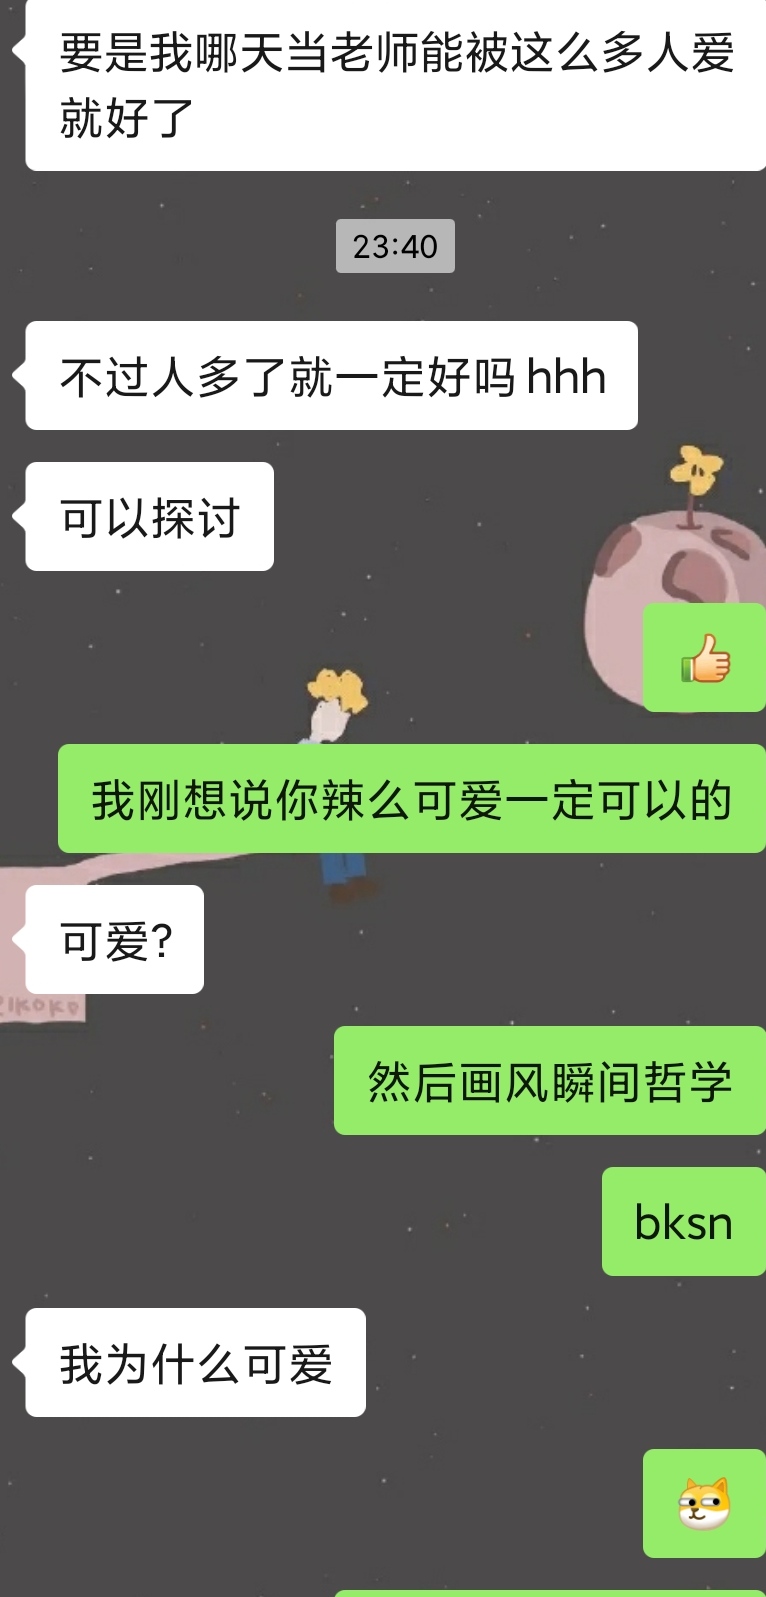 要是我哪天当老师能被这么多人爱
就好了
23:40
不过人多了就一定好吗hhh
可以探讨
我刚想说你辣么可爱一定可以的
可爱?
然后画风瞬间哲学
bksn
我为什么可爱